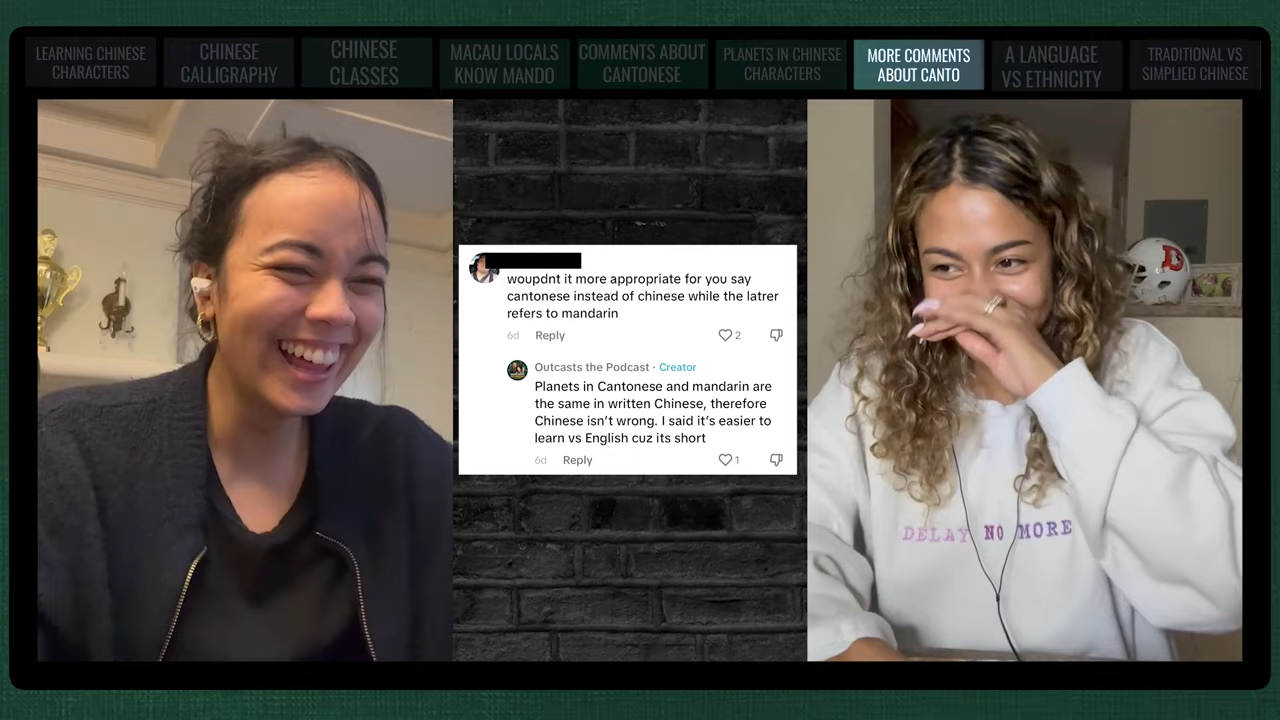 LEARNING CHINESE
CHARACTERS
CHINESE
CALLIGRAPHY
CHINESE
CLASSES
MACAU LOCALS
KNOW MANDO
COMMENTS ABOUT
CANTONESE
PLANETS IN CHINESE
CHARACTERS
MORE COMMENTS
ABOUT CANTO
A LANGUAGE
VS ETHNICITY
TRADITIONAL VS
SIMPLIED CHINESE
woupdnt it more appropriate for you say
cantonese instead of chinese while the latrer
refers to mandarin
6d Reply 2
Outcasts the Podcast · Creator
Planets in Cantonese and mandarin are
the same in written Chinese, therefore
Chinese isn't wrong. I said it's easier to
learn vs English cuz its short
6d Reply 1
DELAY NO MORE
D